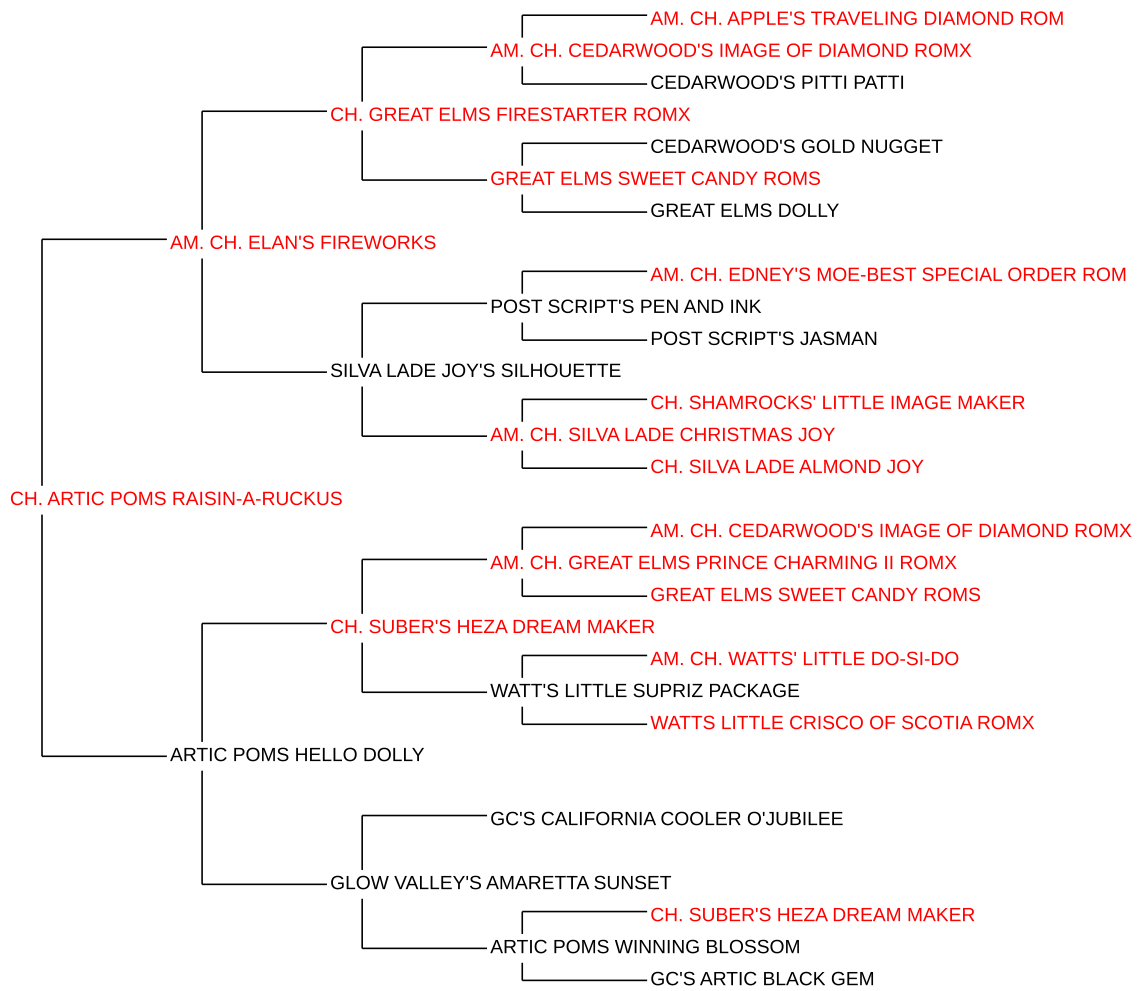 AM. CH. APPLE'S TRAVELING DIAMOND ROM
AM. CH. CEDARWOOD'S IMAGE OF DIAMOND ROMX
CEDARWOOD'S PITTI PATTI
CH. GREAT ELMS FIRESTARTER ROMX
CEDARWOOD'S GOLD NUGGET
GREAT ELMS SWEET CANDY ROMS
GREAT ELMS DOLLY
AM. CH. ELAN'S FIREWORKS
AM. CH. EDNEY'S MOE-BEST SPECIAL ORDER ROM
POST SCRIPT'S PEN AND INK
POST SCRIPT'S JASMAN
SILVA LADE JOY'S SILHOUETTE
CH. SHAMROCKS' LITTLE IMAGE MAKER
AM. CH. SILVA LADE CHRISTMAS JOY
CH. SILVA LADE ALMOND JOY
CH. ARTIC POMS RAISIN-A-RUCKUS
AM. CH. CEDARWOOD'S IMAGE OF DIAMOND ROMX
AM. CH. GREAT ELMS PRINCE CHARMING II ROMX
GREAT ELMS SWEET CANDY ROMS
CH. SUBER'S HEZA DREAM MAKER
AM. CH. WATTS' LITTLE DO-SI-DO
WATT'S LITTLE SUPRIZ PACKAGE
WATTS LITTLE CRISCO OF SCOTIA ROMX
ARTIC POMS HELLO DOLLY
GC'S CALIFORNIA COOLER O'JUBILEE
GLOW VALLEY'S AMARETTA SUNSET
CH. SUBER'S HEZA DREAM MAKER
ARTIC POMS WINNING BLOSSOM
GC'S ARTIC BLACK GEM